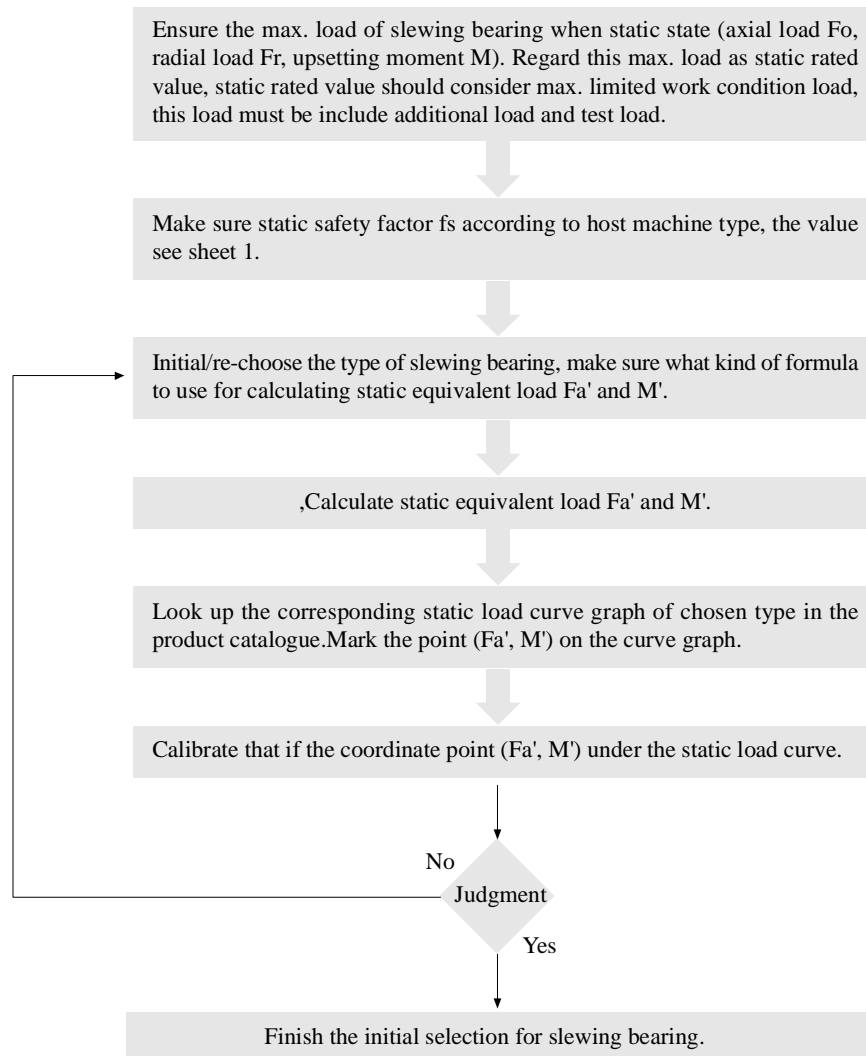 Ensure the max. load of slewing bearing when static state (axial load Fo,
radial load Fr, upsetting moment M). Regard this max. load as static rated
value, static rated value should consider max. limited work condition load,
this load must be include additional load and test load.
Make sure static safety factor fs according to host machine type, the value
see sheet 1.
Initial/re-choose the type of slewing bearing, make sure what kind of formula
to use for calculating static equivalent load Fa' and M'.
,Calculate static equivalent load Fa' and M'.
Look up the corresponding static load curve graph of chosen type in the
product catalogue.Mark the point (Fa', M') on the curve graph.
Calibrate that if the coordinate point (Fa', M') under the static load curve.
No
Judgment
Yes
Finish the initial selection for slewing bearing.